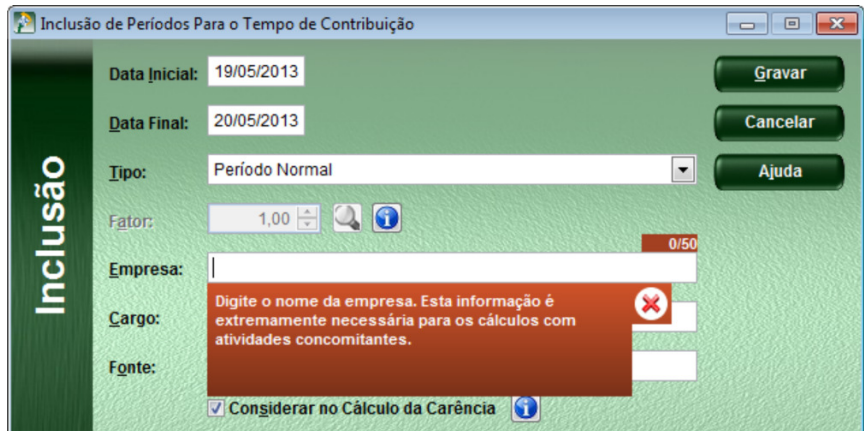 Inclusão de Períodos Para o Tempo de Contribuição
Inclusão
Data Inicial: 19/05/2013
Gravar
Data Final: 20/05/2013
Cancelar
Tipo: Período Normal
Ajuda
Fator: 1,00
0/50
Empresa:
Digite o nome da empresa. Esta informação é
extremamente necessária para os cálculos com
atividades concomitantes.
Cargo:
Fonte:
Considerar no Cálculo da Carência